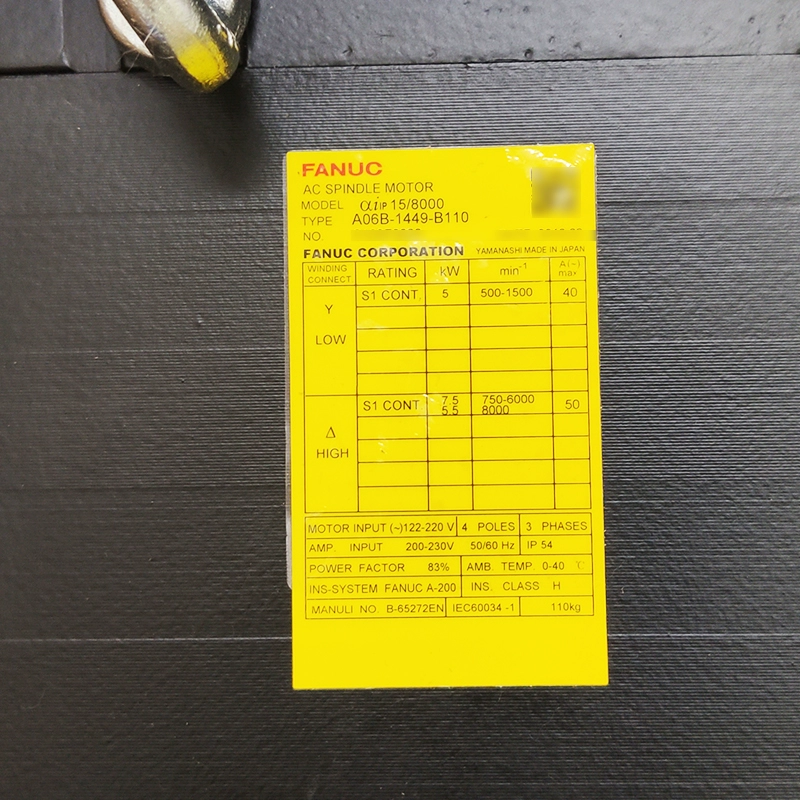 FANUC
AC SPINDLE MOTOR
MODEL αiIP 15/8000
TYPE A06B-1449-B110
NO.
FANUC CORPORATION YAMANASHI MADE IN JAPAN
WINDING CONNECT. RATING kW min-1 A(~) max
Y LOW S1 CONT. 5 500-1500 40
Δ HIGH S1 CONT. 7.5 750-6000 50
5.5 8000
MOTOR INPUT (~)122-220 V 4 POLES 3 PHASES
AMP. INPUT 200-230V 50/60 Hz IP 54
POWER FACTOR 83% AMB. TEMP. 0-40 ℃
INS-SYSTEM FANUC A-200 INS. CLASS H
MANULI NO. B-65272EN IEC60034 -1 110kg